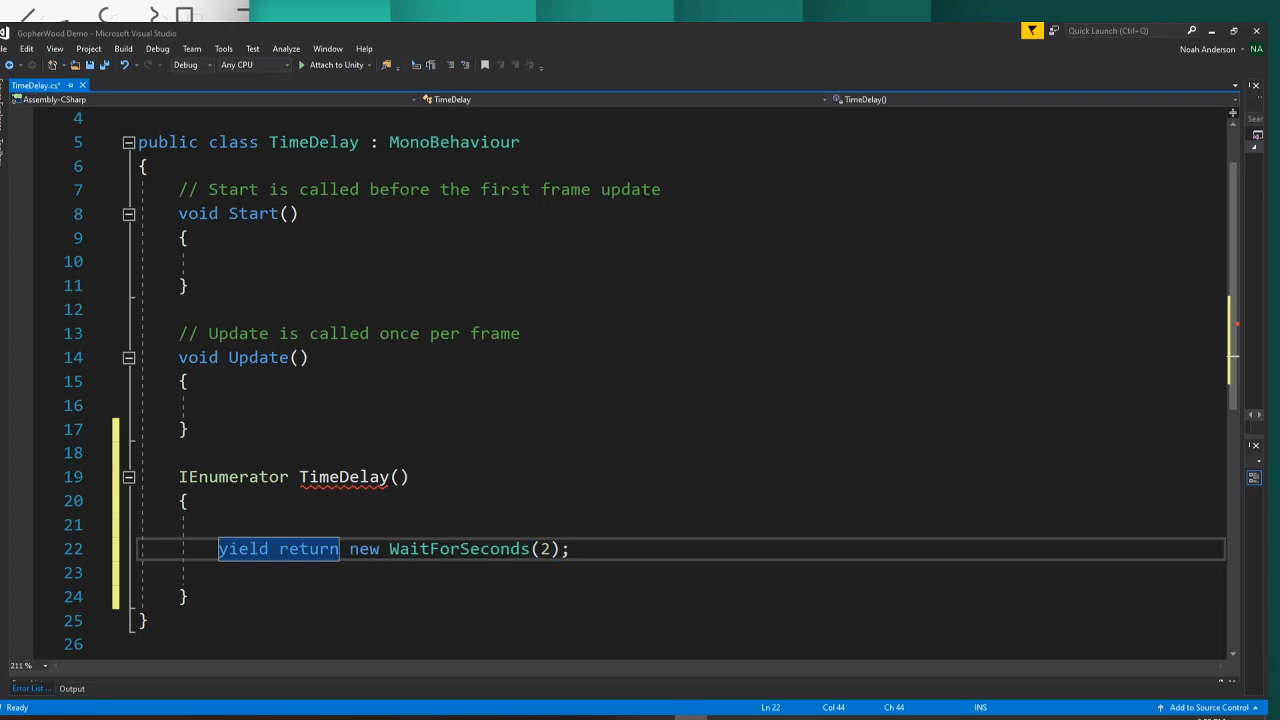 GopherWood Demo - Microsoft Visual Studio
Quick Launch (Ctrl+Q)
Edit View Project Build Debug Team Tools Test Analyze Window Help
Noah Anderson NA
Debug Any CPU Attach to Unity
TimeDelay.cs*
Assembly-CSharp TimeDelay TimeDelay()
Sear
4
5 public class TimeDelay : MonoBehaviour
6 {
7 // Start is called before the first frame update
8 void Start()
9 {
10
11 }
12
13 // Update is called once per frame
14 void Update()
15 {
16
17 }
18
19 IEnumerator TimeDelay()
20 {
21
22 yield return new WaitForSeconds(2);
23
24 }
25 }
26
211 %
Error List ... Output
Ready Ln 22 Col 44 Ch 44 INS Add to Source Control